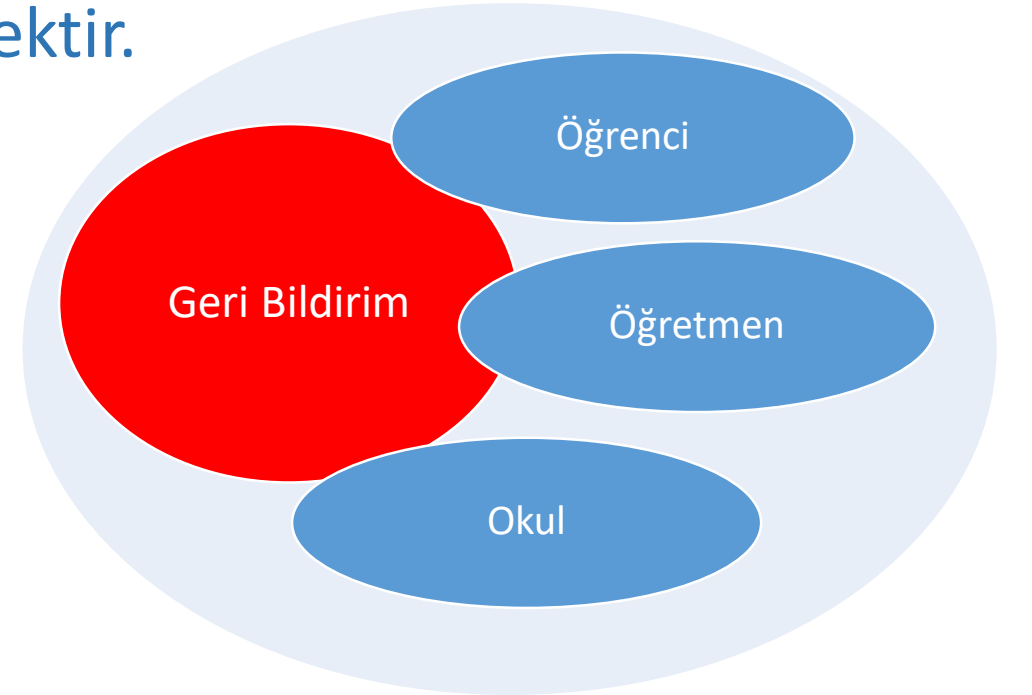 ektir.
Öğrenci
Geri Bildirim
Öğretmen
Okul